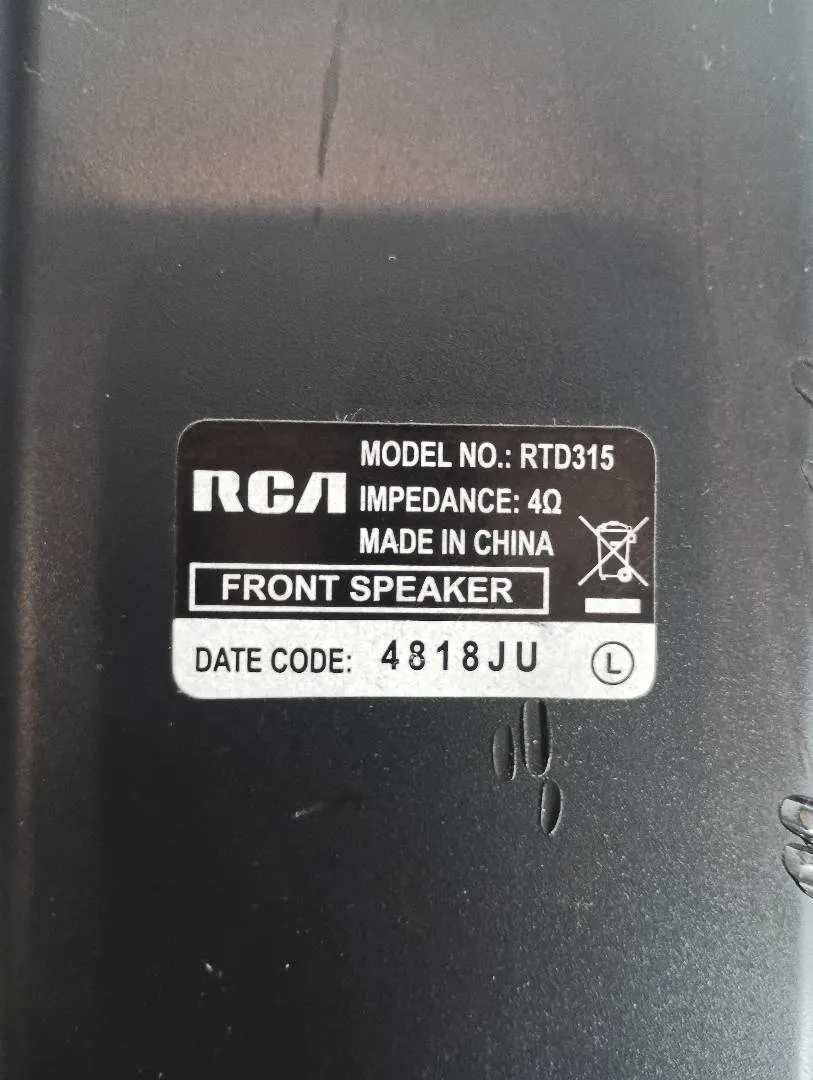 MODEL NO.: RTD315
RCA IMPEDANCE: 4Ω
MADE IN CHINA
FRONT SPEAKER
DATE CODE: 4818JU L